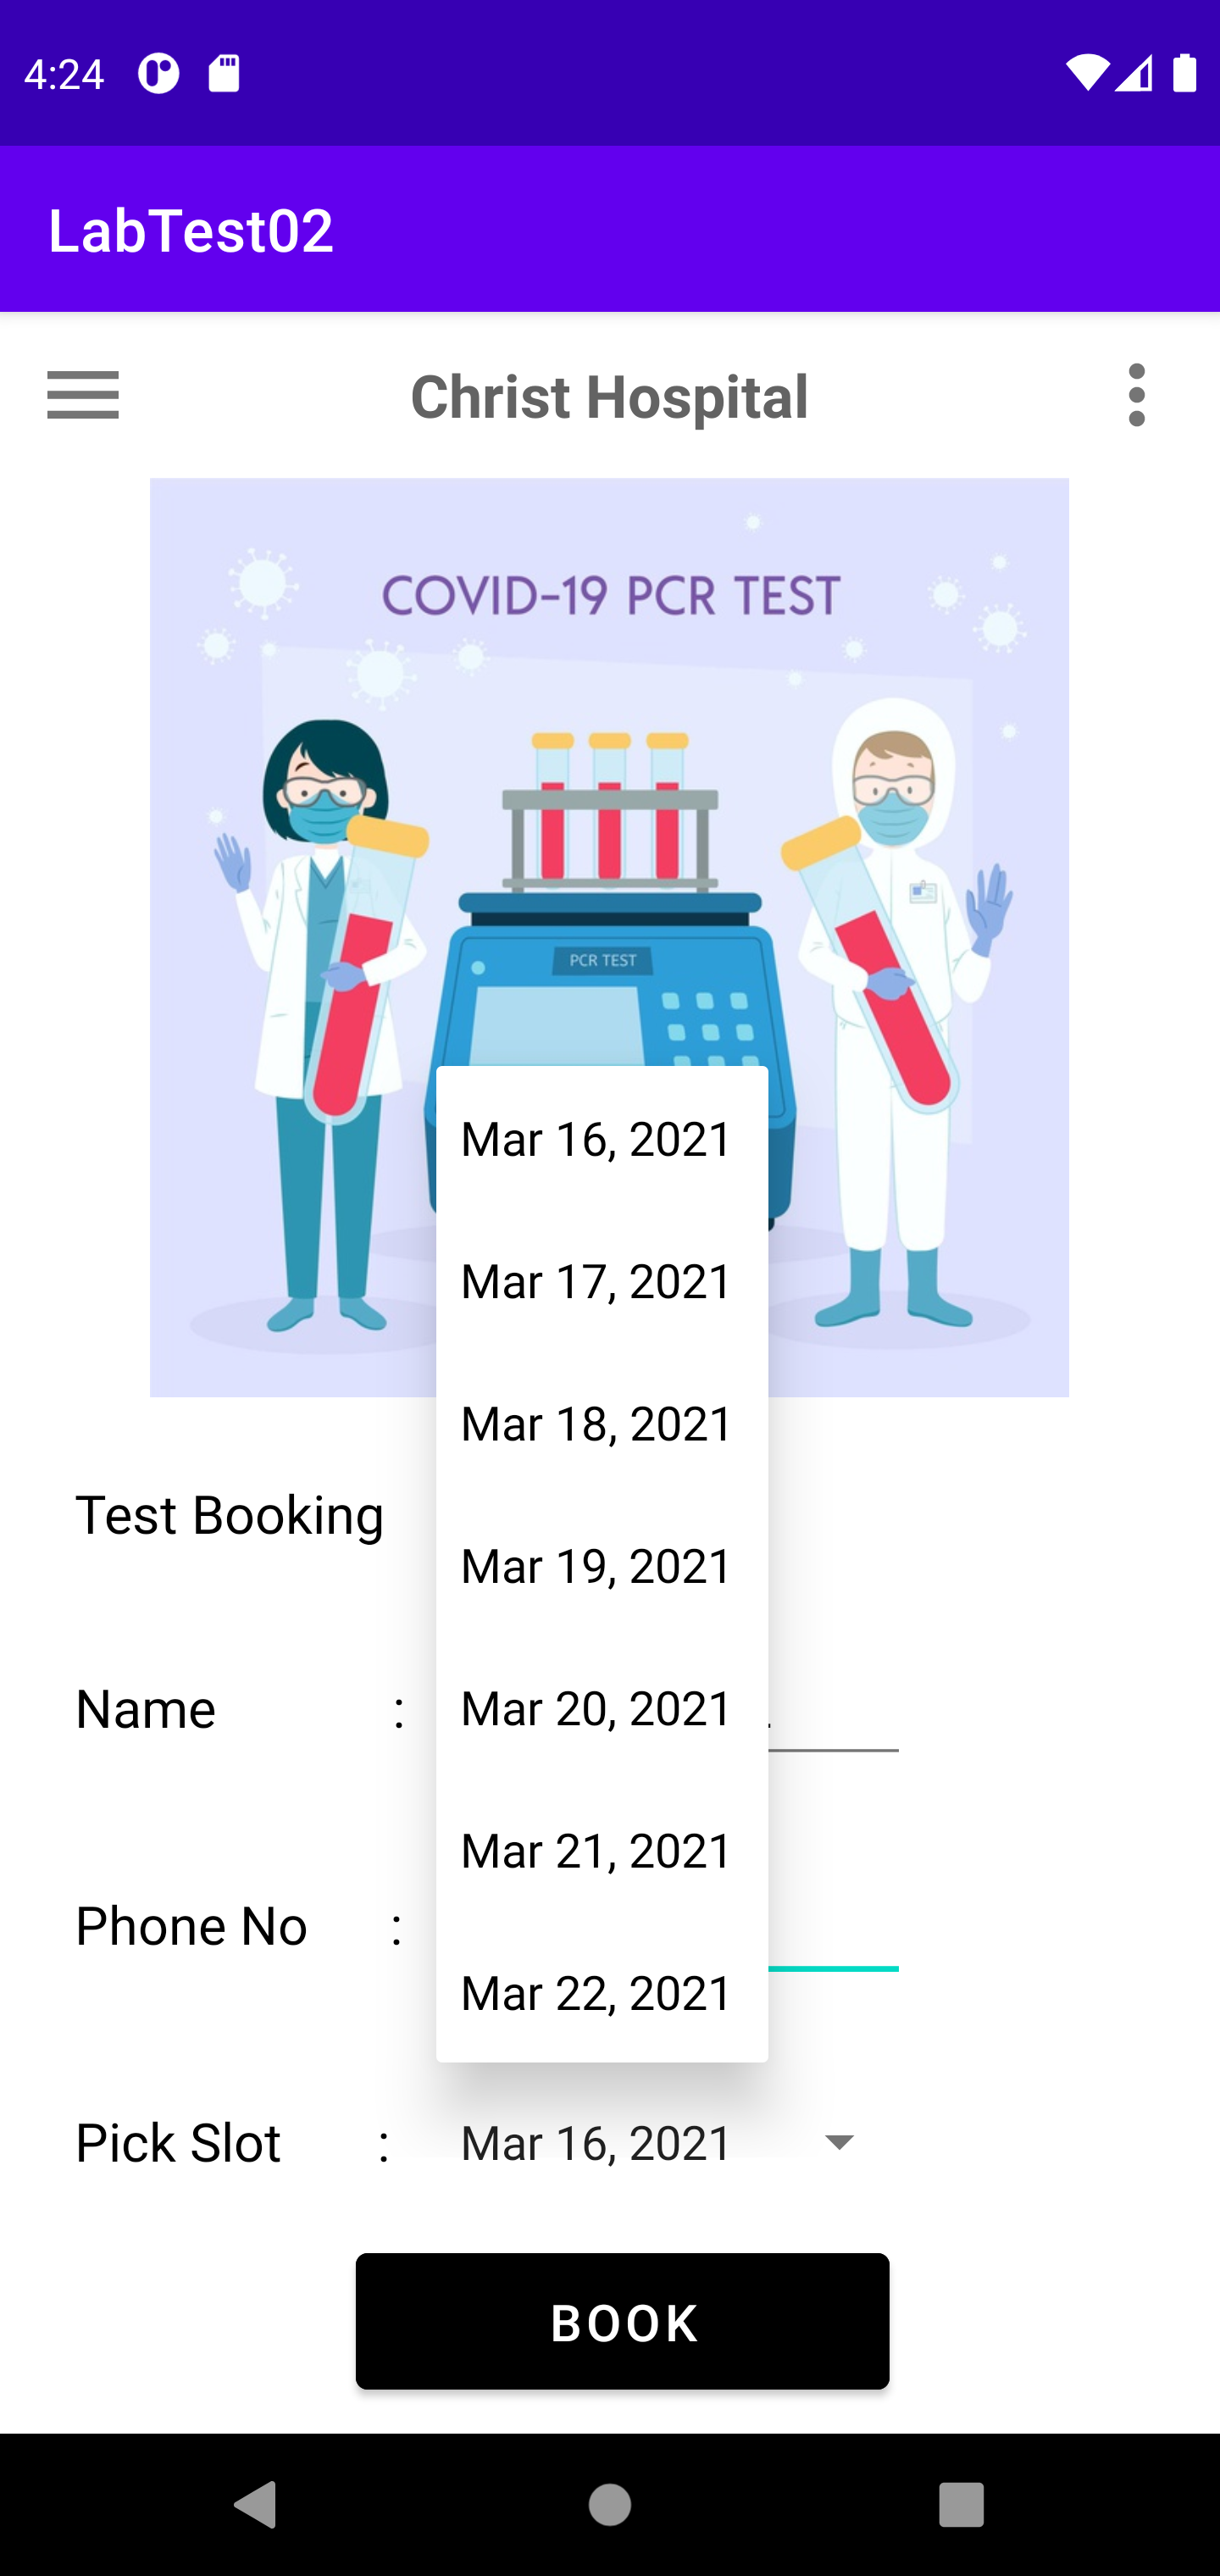 4:24
LabTest02
Christ Hospital
COVID-19 PCR TEST
PCR TEST
Mar 16, 2021
Mar 17, 2021
Mar 18, 2021
Test Booking
Mar 19, 2021
Name :
Mar 20, 2021
Mar 21, 2021
Phone No :
Mar 22, 2021
Pick Slot : Mar 16, 2021
BOOK